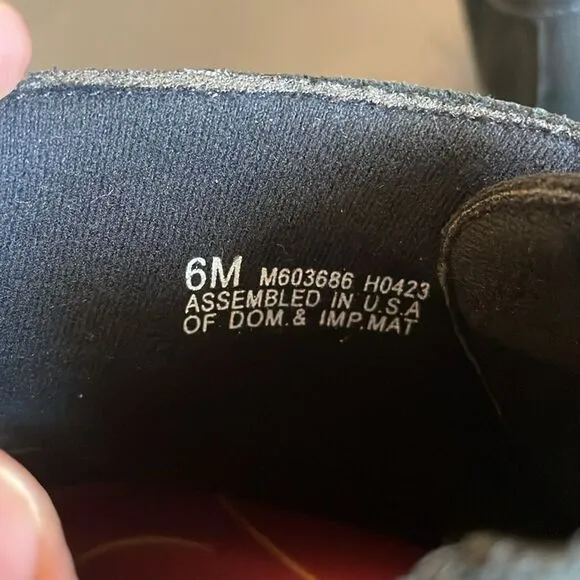 6M M603686 H0423
ASSEMBLED IN U.S.A
OF DOM. & IMP. MAT